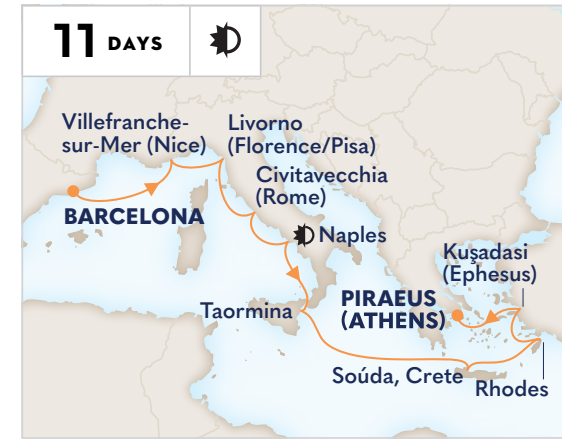 11 DAYS
Villefranche-
sur-Mer (Nice)
Livorno
(Florence/Pisa)
Civitavecchia
(Rome)
BARCELONA
Naples
Kuşadasi
(Ephesus)
PIRAEUS
(ATHENS)
Taormina
Soúda, Crete
Rhodes